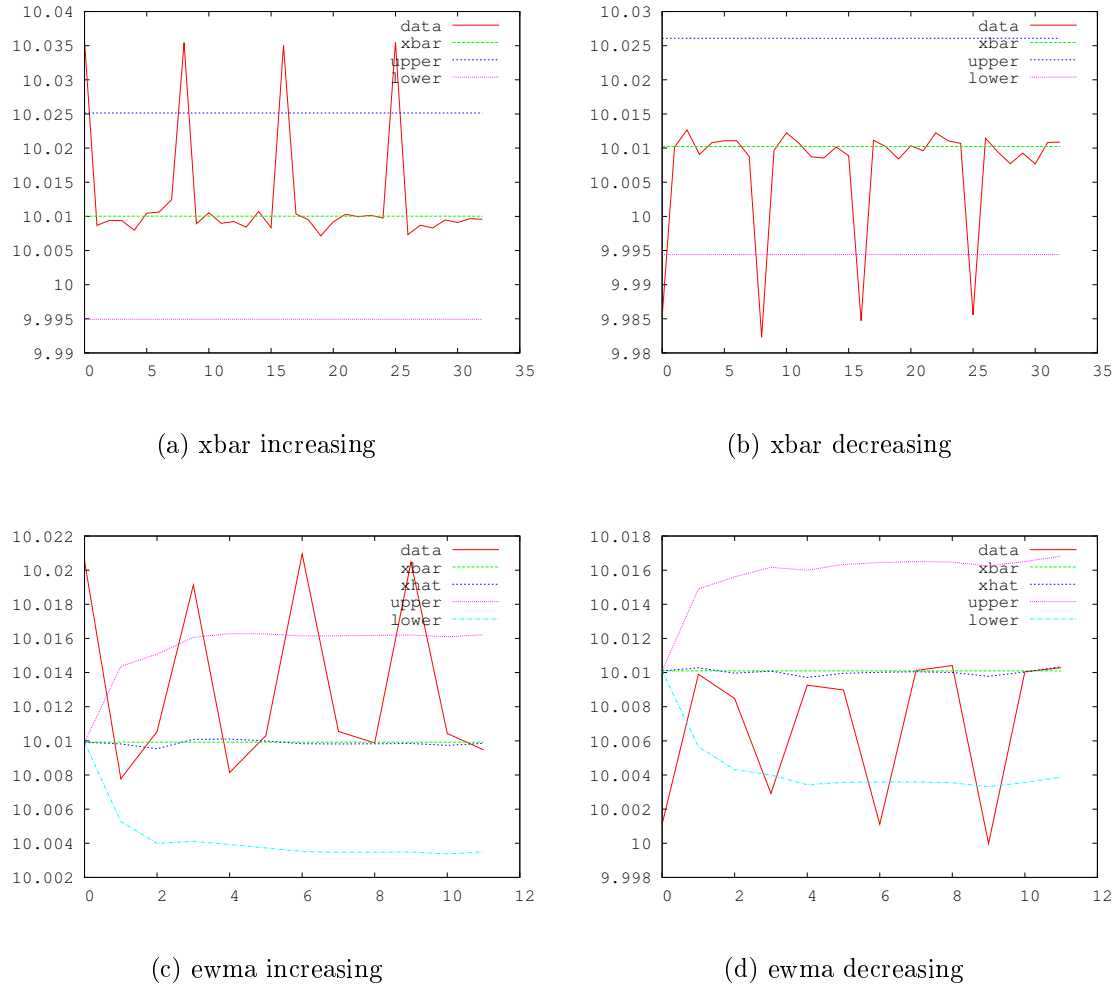 10.04
10.035
10.03
10.025
10.02
10.015
10.01
10.005
10
9.995
9.99
0 5 10 15 20 25 30 35
data
xbar
upper
lower
(a) xbar increasing
10.03
10.025
10.02
10.015
10.01
10.005
10
9.995
9.99
9.985
9.98
0 5 10 15 20 25 30 35
data
xbar
upper
lower
(b) xbar decreasing
10.022
10.02
10.018
10.016
10.014
10.012
10.01
10.008
10.006
10.004
10.002
0 2 4 6 8 10 12
data
xbar
xhat
upper
lower
(c) ewma increasing
10.018
10.016
10.014
10.012
10.01
10.008
10.006
10.004
10.002
10
9.998
0 2 4 6 8 10 12
data
xbar
xhat
upper
lower
(d) ewma decreasing